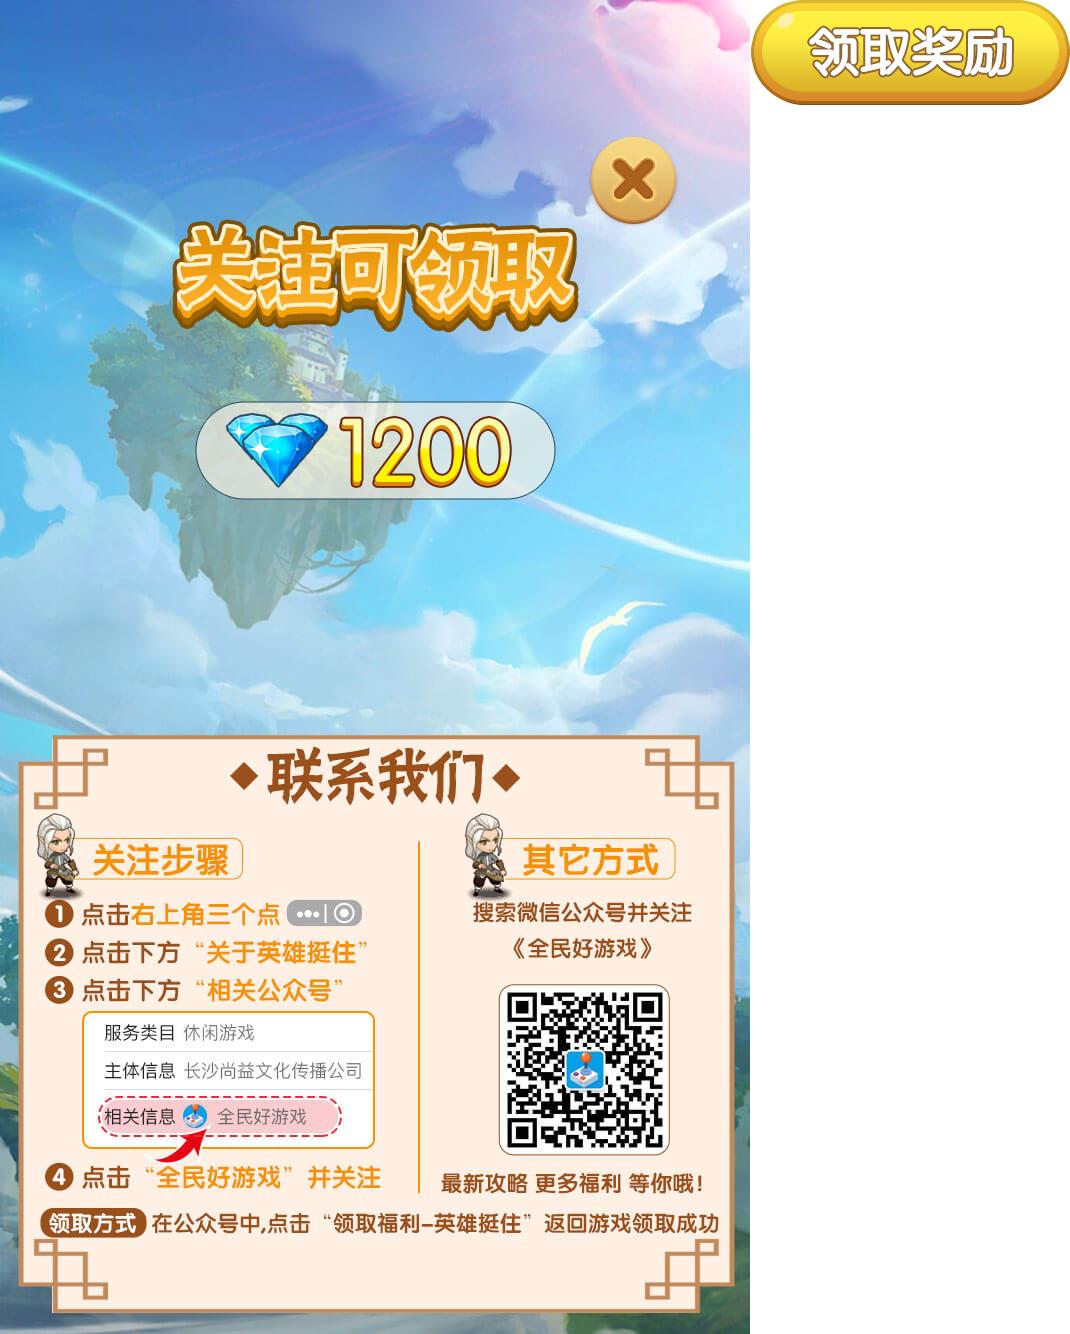 领取奖励
关注可领取
1200
联系我们
关注步骤
1 点击右上角三个点
2 点击下方“关于英雄挺住”
3 点击下方“相关公众号”
服务类目 休闲游戏
主体信息 长沙尚益文化传播公司
相关信息 全民好游戏
4 点击“全民好游戏”并关注
其它方式
搜索微信公众号并关注
《全民好游戏》
最新攻略 更多福利 等你哦！
领取方式 在公众号中,点击“领取福利–英雄挺住”返回游戏领取成功